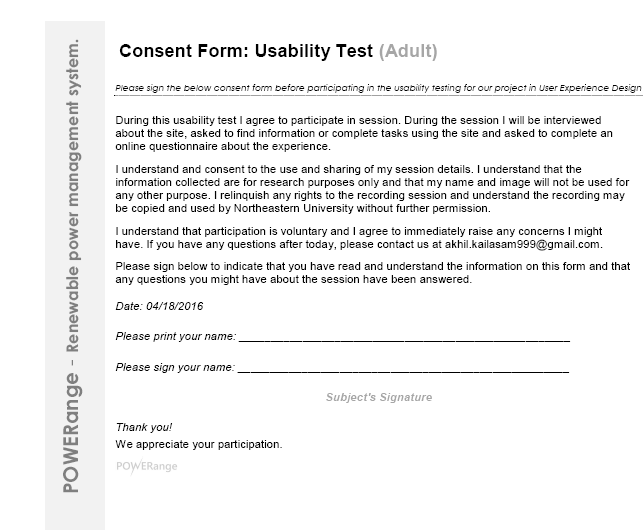 POWERange - Renewable power management system.
Consent Form: Usability Test (Adult)
Please sign the below consent form before participating in the usability testing for our project in User Experience Design
During this usability test I agree to participate in session. During the session I will be interviewed
about the site, asked to find information or complete tasks using the site and asked to complete an
online questionnaire about the experience.
I understand and consent to the use and sharing of my session details. I understand that the
information collected are for research purposes only and that my name and image will not be used for
any other purpose. I relinquish any rights to the recording session and understand the recording may
be copied and used by Northeastern University without further permission.
I understand that participation is voluntary and I agree to immediately raise any concerns I might
have. If you have any questions after today, please contact us at akhil.kailasam999@gmail.com.
Please sign below to indicate that you have read and understand the information on this form and that
any questions you might have about the session have been answered.
Date: 04/18/2016
Please print your name: ____________________________________________________
Please sign your name: ____________________________________________________
Subject's Signature
Thank you!
We appreciate your participation.
POWERange